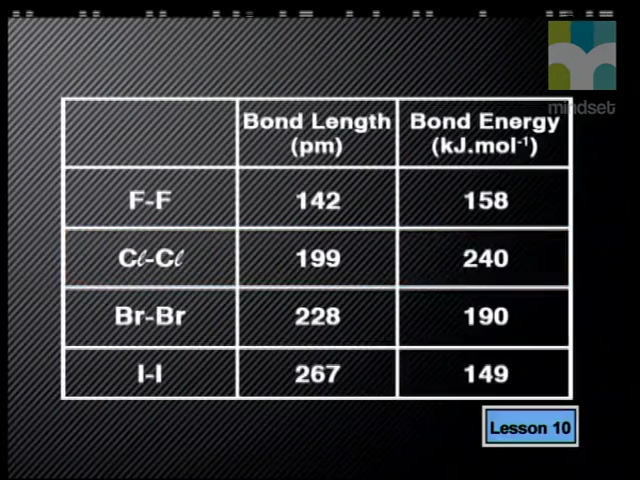 mindset
Bond Length Bond Energy
(pm) (kJ.mol⁻¹)
F-F 142 158
Cl-Cl 199 240
Br-Br 228 190
I-I 267 149
Lesson 10